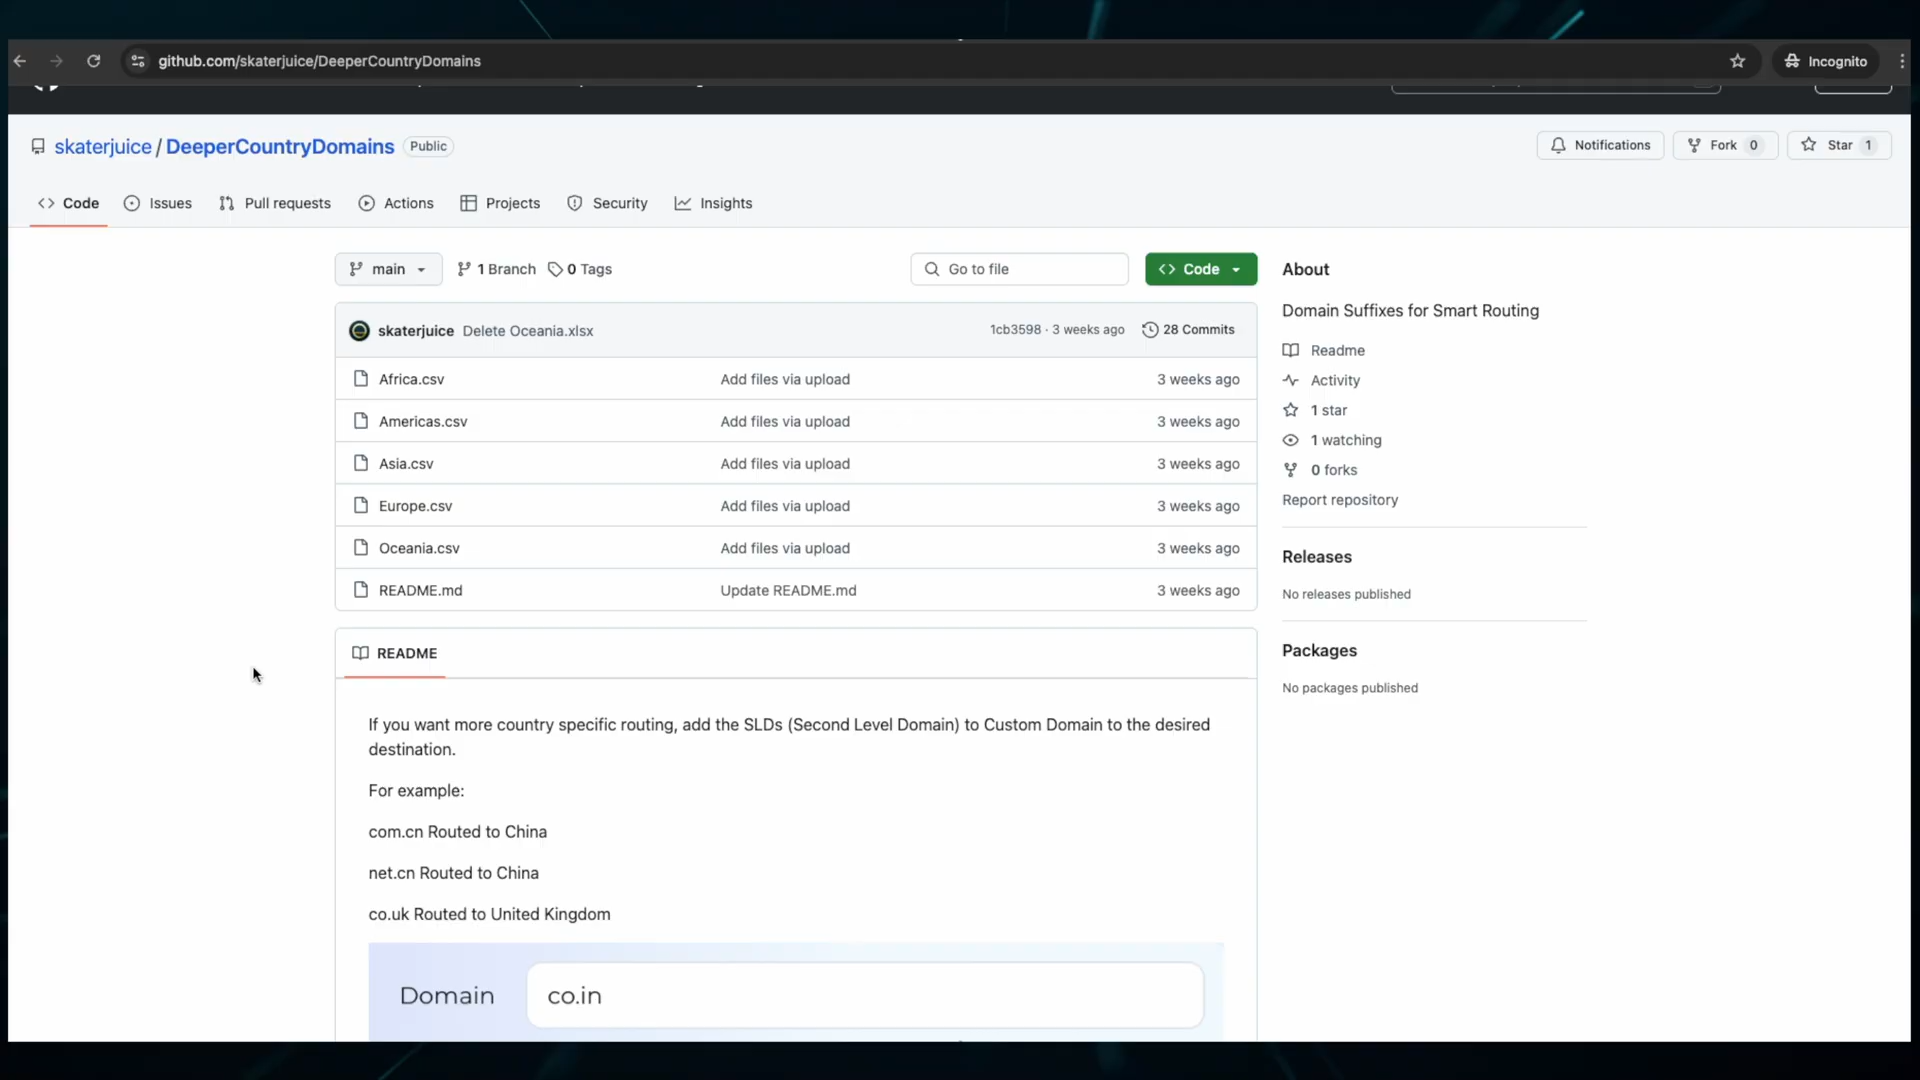 github.com/skaterjuice/DeeperCountryDomains
Incognito
skaterjuice / DeeperCountryDomains Public
Notifications Fork 0 Star 1
Code Issues Pull requests Actions Projects Security Insights
main 1 Branch 0 Tags Go to file Code
skaterjuice Delete Oceania.xlsx 1cb3598 · 3 weeks ago 28 Commits
Africa.csv Add files via upload 3 weeks ago
Americas.csv Add files via upload 3 weeks ago
Asia.csv Add files via upload 3 weeks ago
Europe.csv Add files via upload 3 weeks ago
Oceania.csv Add files via upload 3 weeks ago
README.md Update README.md 3 weeks ago
README
If you want more country specific routing, add the SLDs (Second Level Domain) to Custom Domain to the desired
destination.
For example:
com.cn Routed to China
net.cn Routed to China
co.uk Routed to United Kingdom
Domain co.in
About
Domain Suffixes for Smart Routing
Readme
Activity
1 star
1 watching
0 forks
Report repository
Releases
No releases published
Packages
No packages published